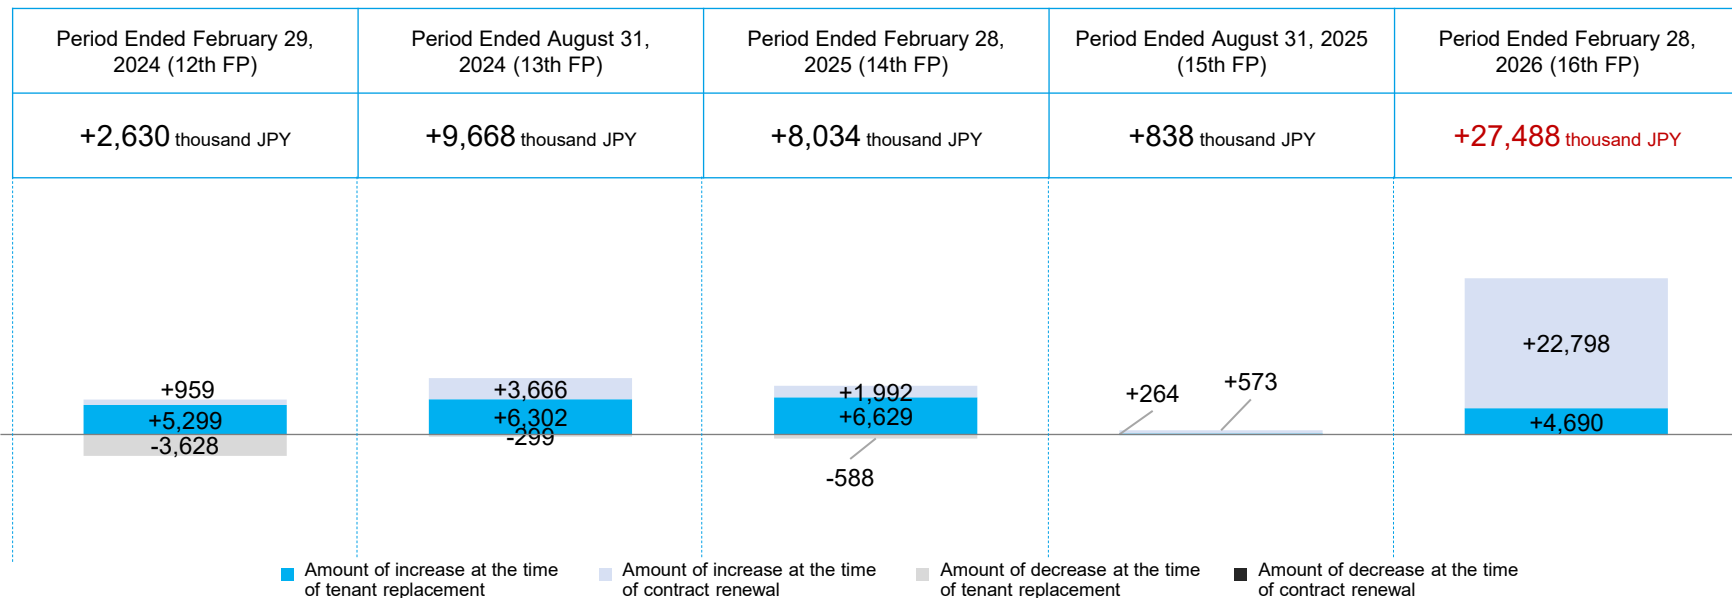 Period Ended February 29,
2024 (12th FP)
Period Ended August 31,
2024 (13th FP)
Period Ended February 28,
2025 (14th FP)
Period Ended August 31, 2025
(15th FP)
Period Ended February 28,
2026 (16th FP)
+2,630 thousand JPY
+9,668 thousand JPY
+8,034 thousand JPY
+838 thousand JPY
+27,488 thousand JPY
+959
+5,299
-3,628
+3,666
+6,302
-299
+1,992
+6,629
-588
+264
+573
+22,798
+4,690
Amount of increase at the time
of tenant replacement
Amount of increase at the time
of contract renewal
Amount of decrease at the time
of tenant replacement
Amount of decrease at the time
of contract renewal